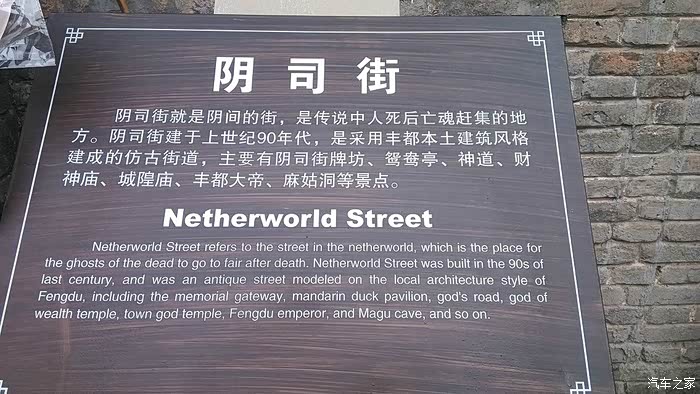 阴司街
阴司街就是阴间的街，是传说中人死后亡魂赶集的地
方。阴司街建于上世纪90年代，是采用丰都本土建筑风格
建成的仿古街道，主要有阴司街牌坊、鸳鸯亭、神道、财
神庙、城隍庙、丰都大帝、麻姑洞等景点。
Netherworld Street
Netherworld Street refers to the street in the netherworld, which is the place for
the ghosts of the dead to go to fair after death. Netherworld Street was built in the 90s of
last century, and was an antique street modeled on the local architecture style of
Fengdu, including the memorial gateway, mandarin duck pavilion, god's road, god of
wealth temple, town god temple, Fengdu emperor, and Magu cave, and so on.
汽车之家